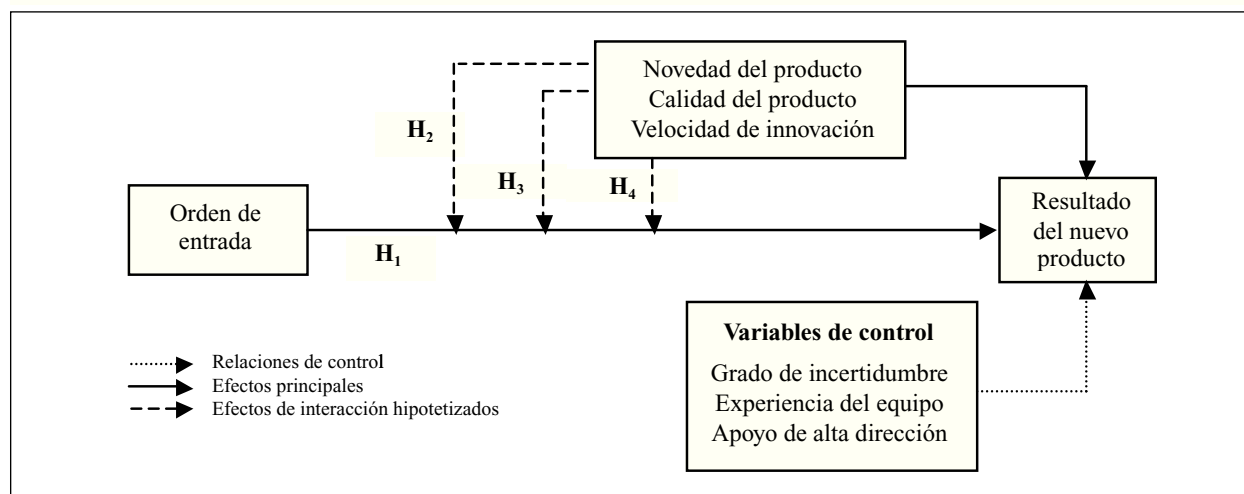 Novedad del producto
Calidad del producto
Velocidad de innovación
H₂
H₃
H₄
Orden de
entrada
H₁
Resultado
del nuevo
producto
Variables de control
Grado de incertidumbre
Experiencia del equipo
Apoyo de alta dirección
Relaciones de control
Efectos principales
Efectos de interacción hipotetizados